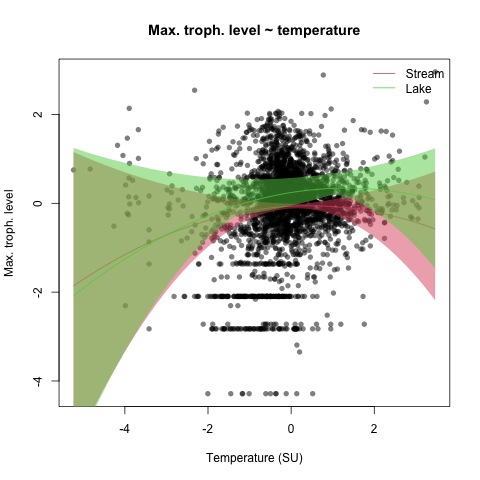 Max. troph. level ~ temperature
Stream
Lake
2
0
-2
-4
Max. troph. level
-4
-2
0
2
Temperature (SU)